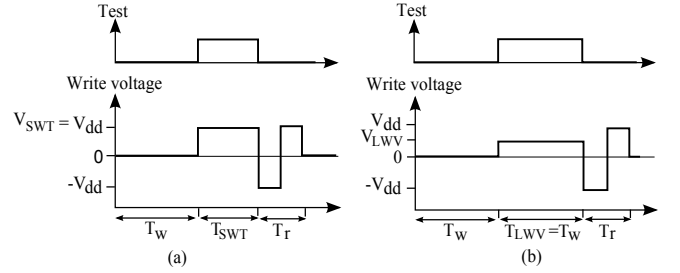 Test
Write voltage
V_SWT = V_dd
0
-V_dd
T_W
T_SWT
T_r
(a)
Test
Write voltage
V_dd
V_LWV
0
-V_dd
T_W
T_LWV=T_W
T_r
(b)